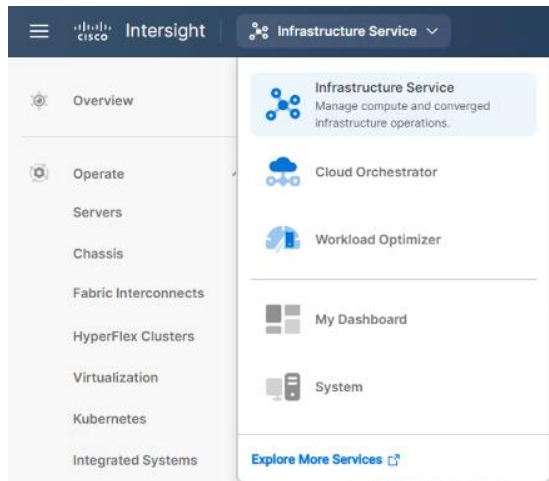 cisco Intersight
Infrastructure Service
Overview
Operate
Servers
Chassis
Fabric Interconnects
HyperFlex Clusters
Virtualization
Kubernetes
Integrated Systems
Infrastructure Service
Manage compute and converged
infrastructure operations.
Cloud Orchestrator
Workload Optimizer
My Dashboard
System
Explore More Services